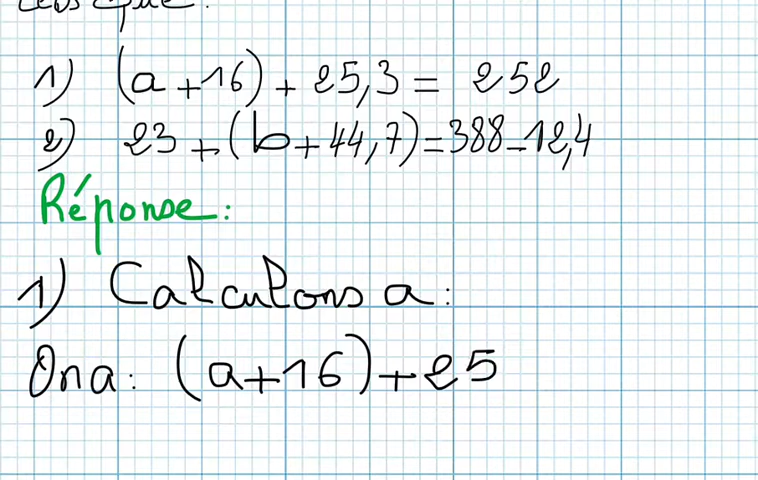 1) (a+16) + 25,3 = 252
2) 23 + (b+44,7) = 388-12,4
Réponse:
1) Calculons a:
On a: (a+16)+25